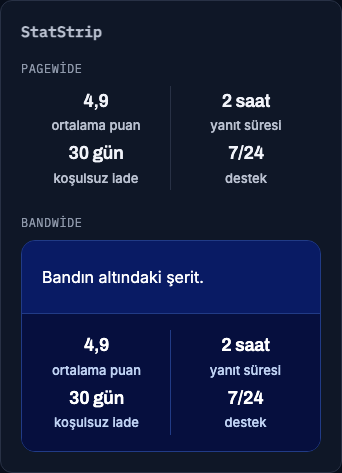 StatStrip
PAGEWİDE
4,9 2 saat
ortalama puan yanıt süresi
30 gün 7/24
koşulsuz iade destek
BANDWİDE
Bandın altındaki şerit.
4,9 2 saat
ortalama puan yanıt süresi
30 gün 7/24
koşulsuz iade destek